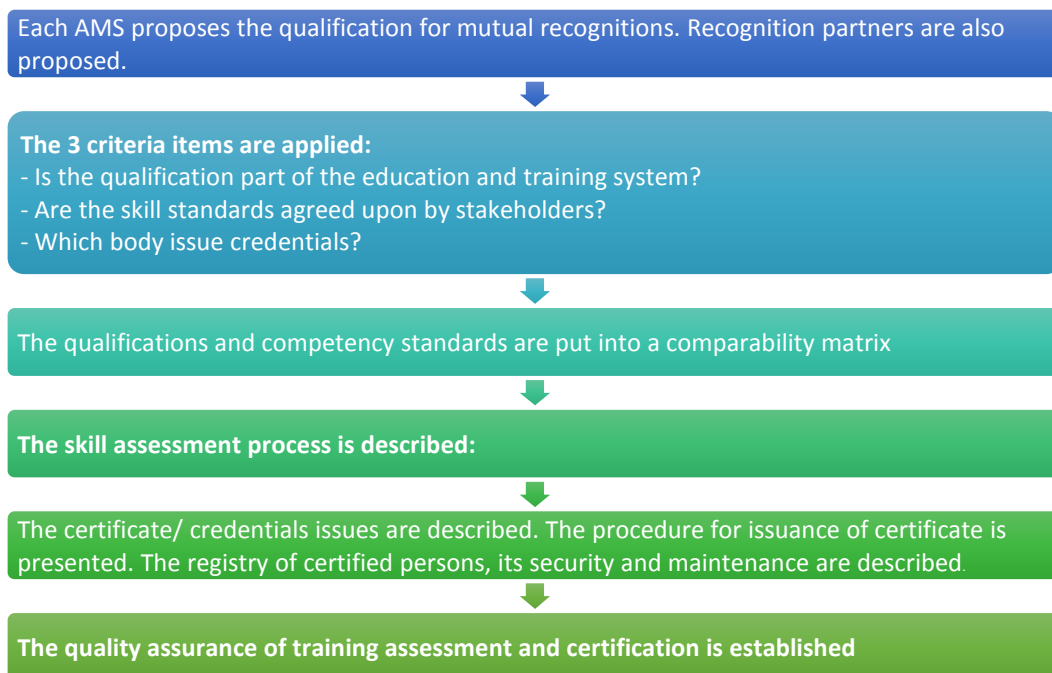 Each AMS proposes the qualification for mutual recognitions. Recognition partners are also
proposed.
The 3 criteria items are applied:
- Is the qualification part of the education and training system?
- Are the skill standards agreed upon by stakeholders?
- Which body issue credentials?
The qualifications and competency standards are put into a comparability matrix
The skill assessment process is described:
The certificate/ credentials issues are described. The procedure for issuance of certificate is
presented. The registry of certified persons, its security and maintenance are described.
The quality assurance of training assessment and certification is established